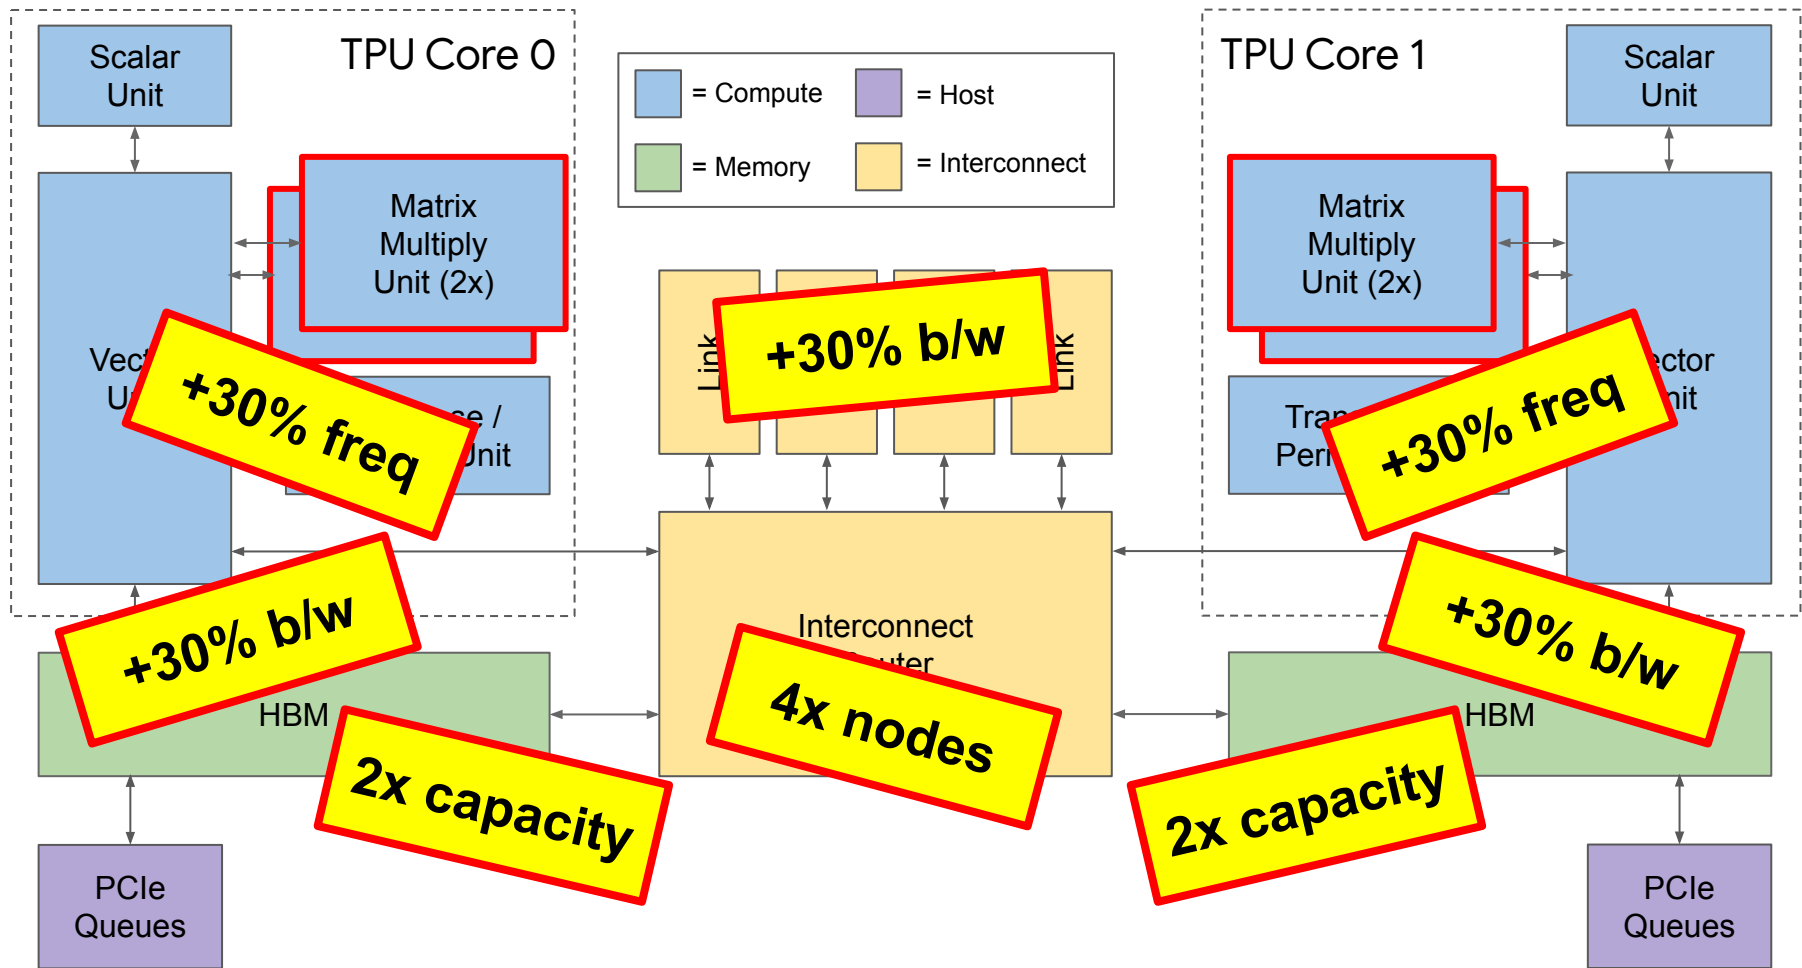 Scalar
Unit
TPU Core 0
= Compute
= Host
= Memory
= Interconnect
TPU Core 1
Scalar
Unit
Matrix
Multiply
Unit (2x)
Matrix
Multiply
Unit (2x)
Link
+30% b/w
Link
+30% freq
Unit
+30% freq
+30% b/w
Interconnect
4x nodes
+30% b/w
HBM
2x capacity
HBM
2x capacity
PCIe
Queues
PCIe
Queues